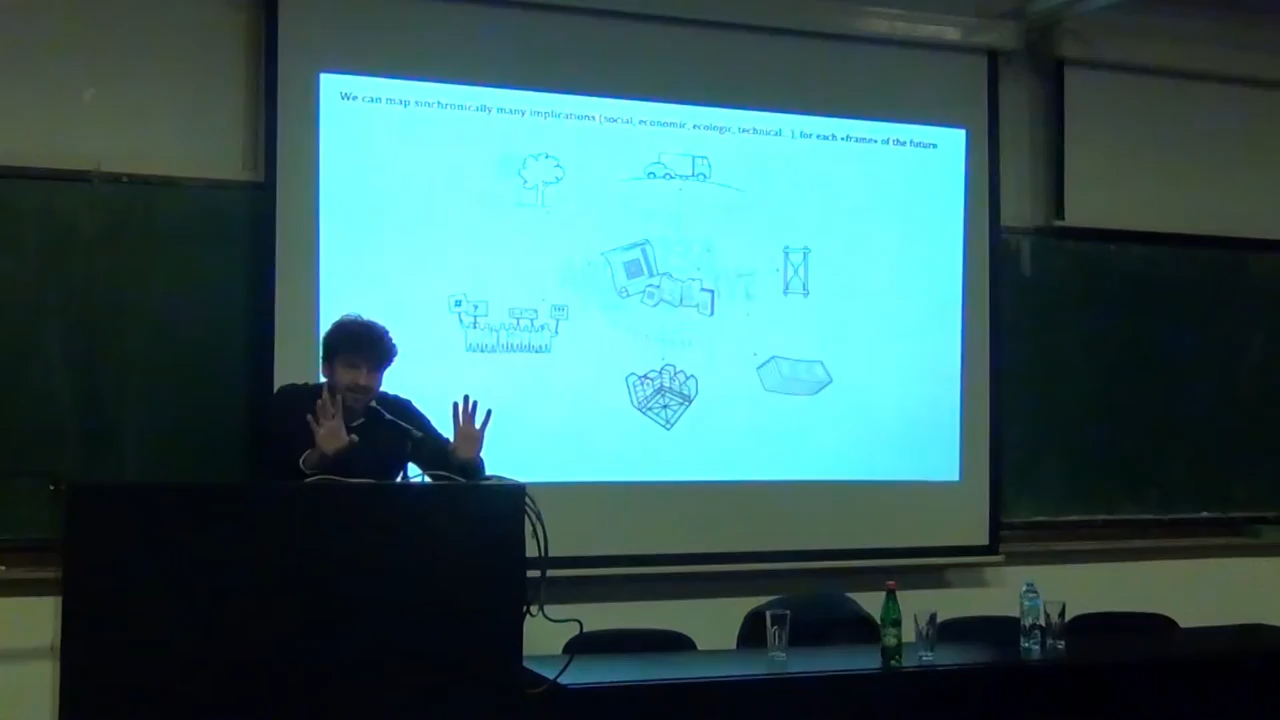 We can map sinchronically many implications (social, economic, ecologic, technical...), for each «frame» of the future
# ? !!!